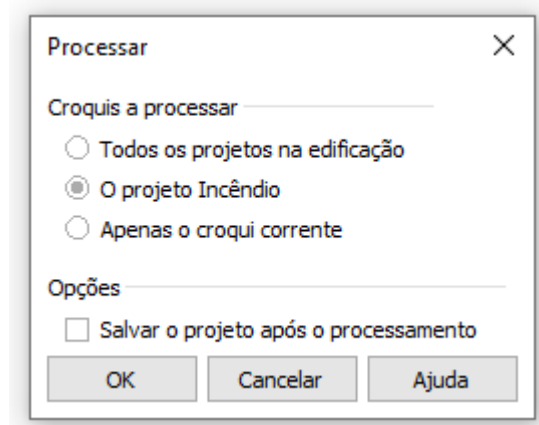 Processar
Croquis a processar
Todos os projetos na edificação
O projeto Incêndio
Apenas o croqui corrente
Opções
Salvar o projeto após o processamento
OK Cancelar Ajuda